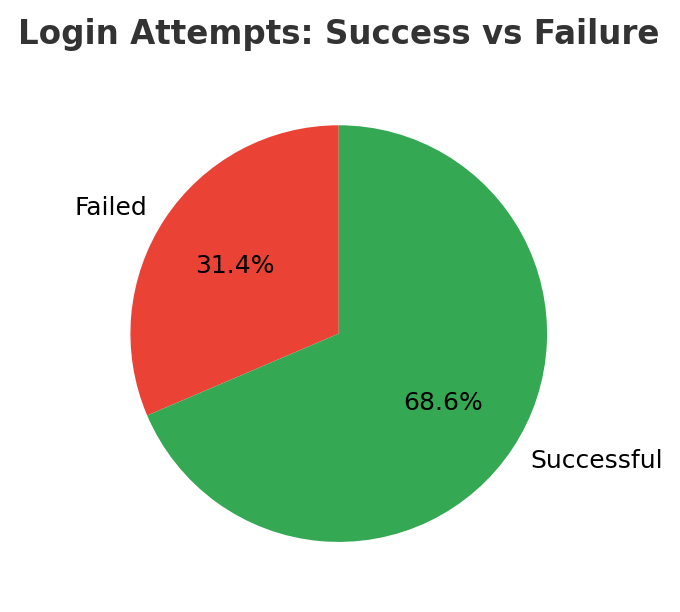 Login Attempts: Success vs Failure
Failed
31.4%
68.6%
Successful